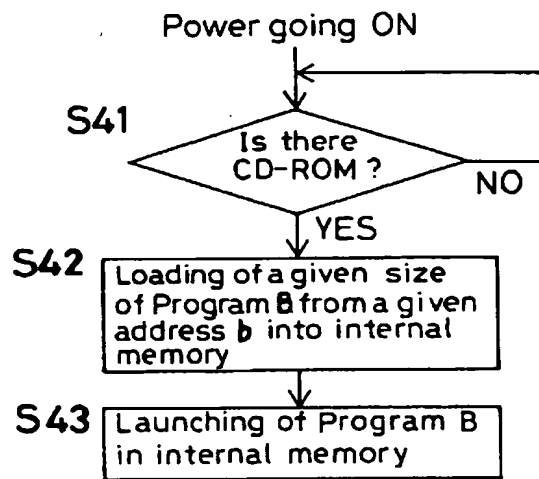 Power going ON
S41
Is there
CD-ROM ?
NO
YES
S42
Loading of a given size
of Program B from a given
address b into internal
memory
S43
Launching of Program B
in internal memory